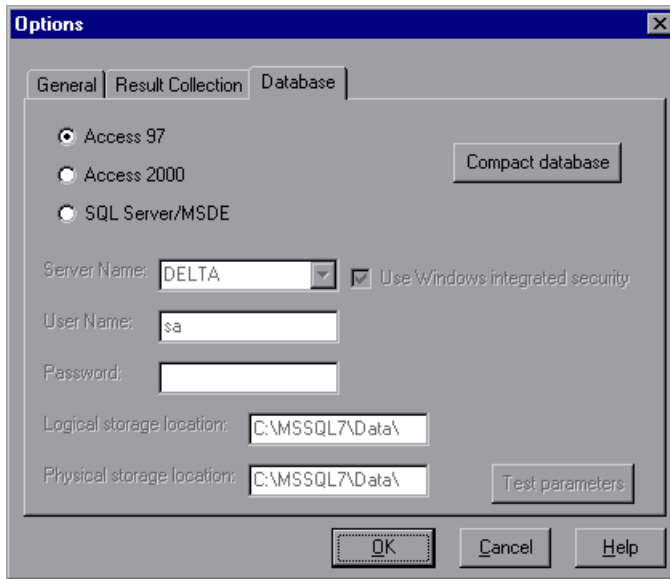 Options
General
Result Collection
Database
Access 97
Compact database
Access 2000
SQL Server/MSDE
Server Name:
DELTA
Use Windows integrated security
User Name:
sa
Password:
Logical storage location:
C:\MSSQL7\Data\
Physical storage location:
C:\MSSQL7\Data\
Test parameters
OK
Cancel
Help